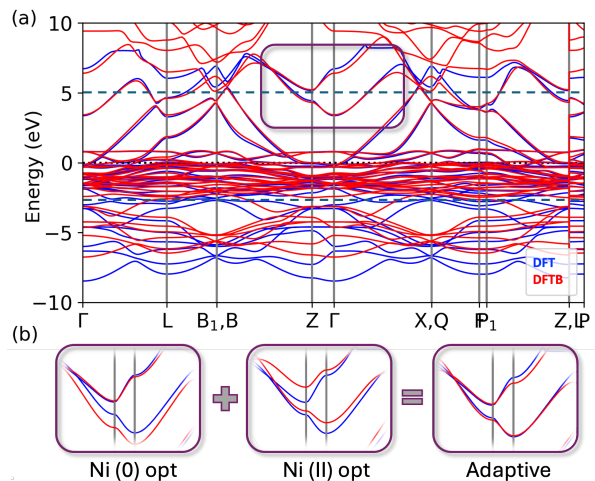 (a)
10
5
0
−5
−10
Energy (eV)
DFT
DFTB
Γ L B₁,B Z Γ X,Q P₁ Z,L P
(b)
Ni (0) opt Ni (II) opt Adaptive